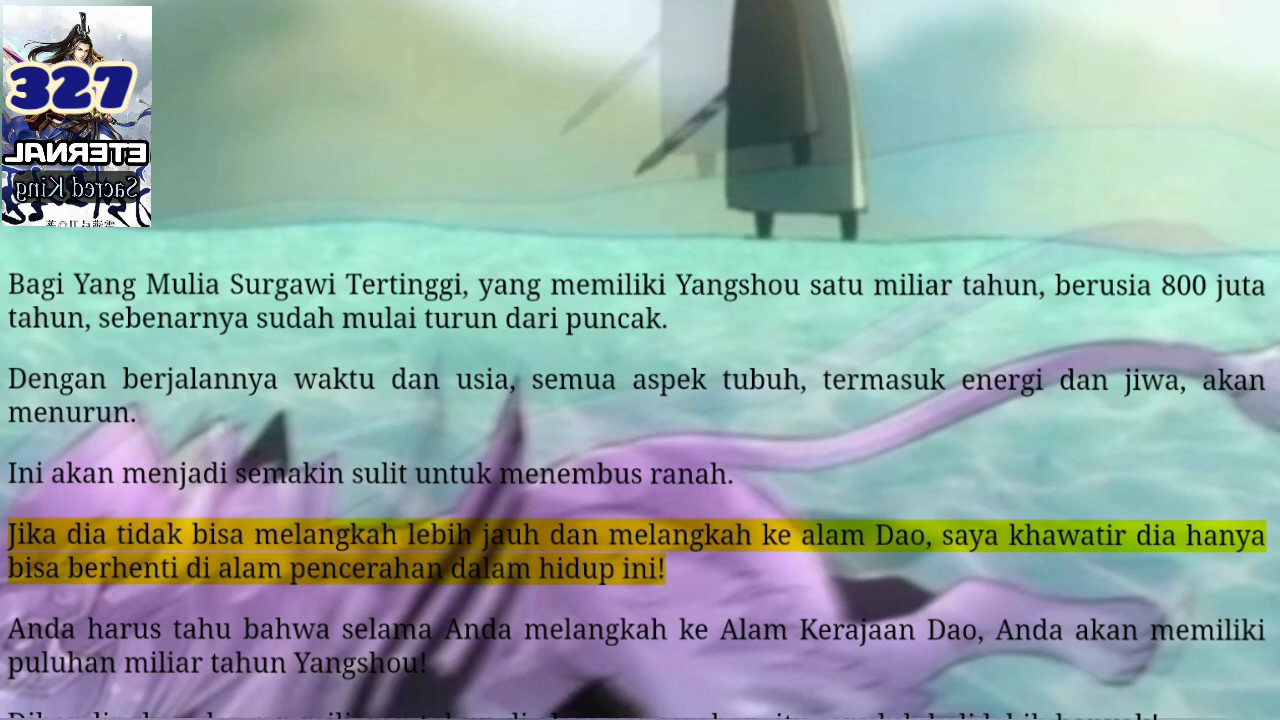 327
ETERNAL
Sacred King
Bagi Yang Mulia Surgawi Tertinggi, yang memiliki Yangshou satu miliar tahun, berusia 800 juta
tahun, sebenarnya sudah mulai turun dari puncak.
Dengan berjalannya waktu dan usia, semua aspek tubuh, termasuk energi dan jiwa, akan
menurun.
Ini akan menjadi semakin sulit untuk menembus ranah.
Jika dia tidak bisa melangkah lebih jauh dan melangkah ke alam Dao, saya khawatir dia hanya
bisa berhenti di alam pencerahan dalam hidup ini!
Anda harus tahu bahwa selama Anda melangkah ke Alam Kerajaan Dao, Anda akan memiliki
puluhan miliar tahun Yangshou!